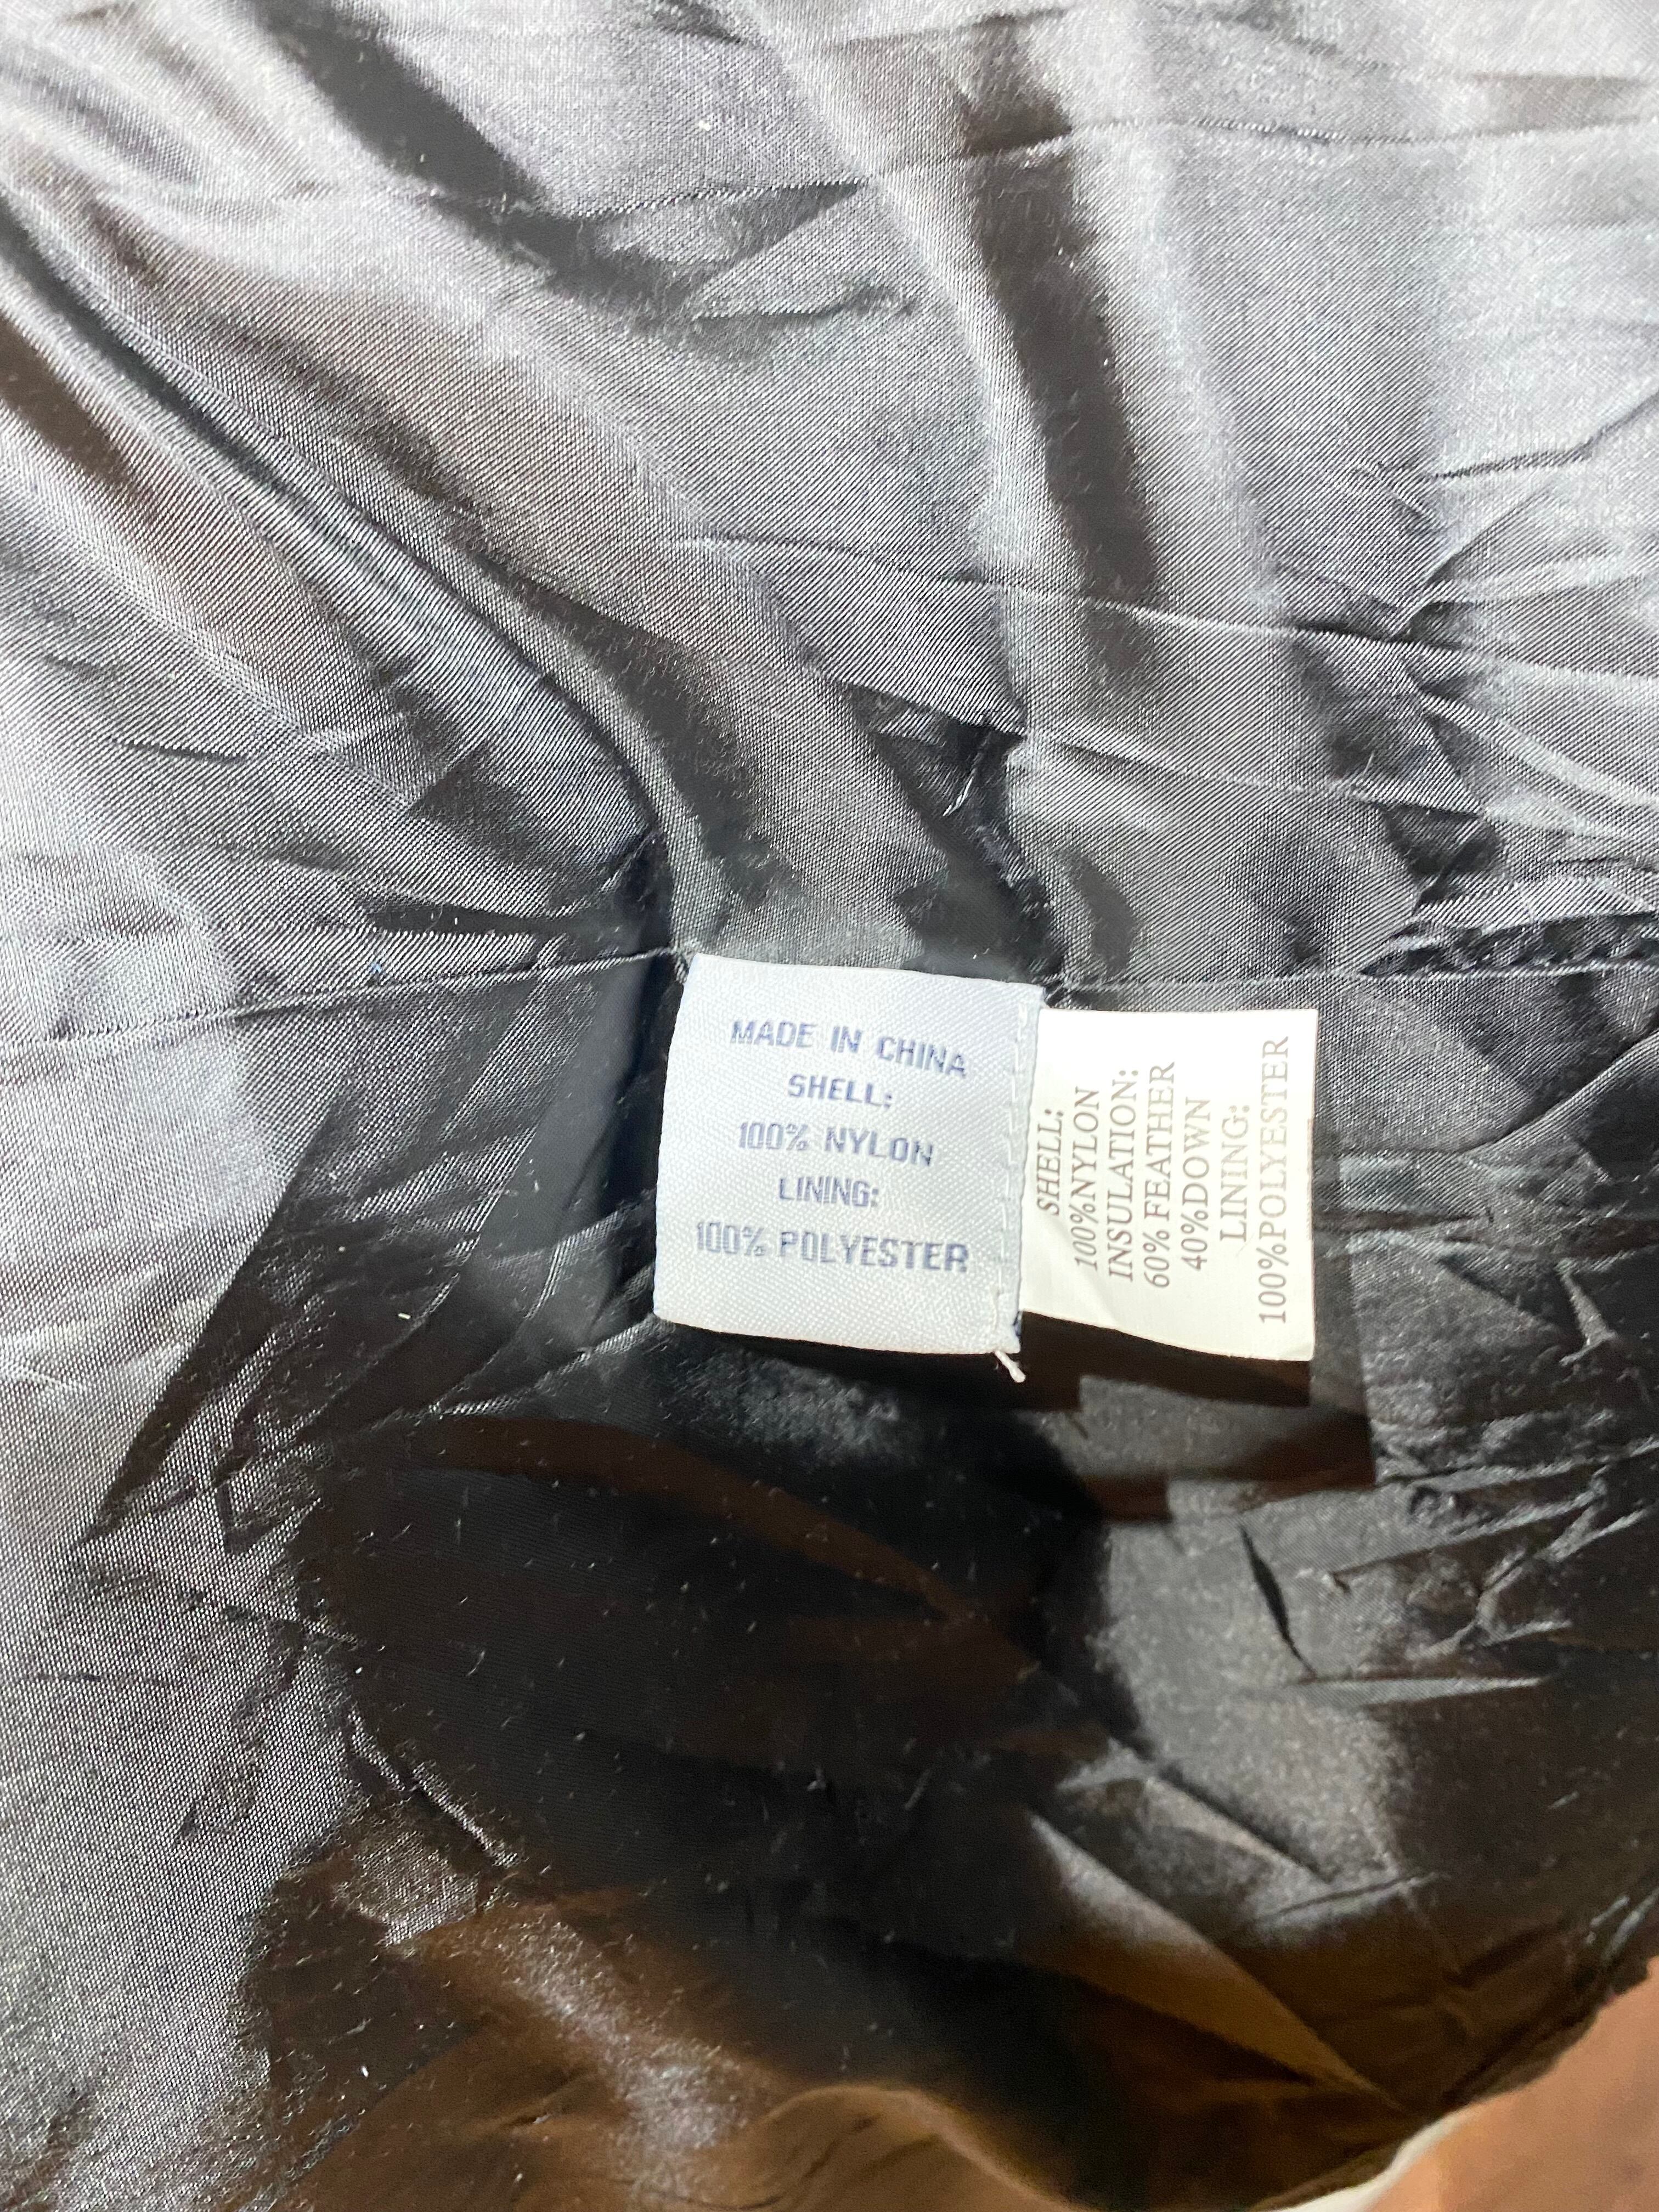 MADE IN CHINA
SHELL:
100% NYLON
LINING:
100% POLYESTER
SHELL:
100%NYLON
INSULATION:
60% FEATHER
40%DOWN
LINING:
100%POLYESTER